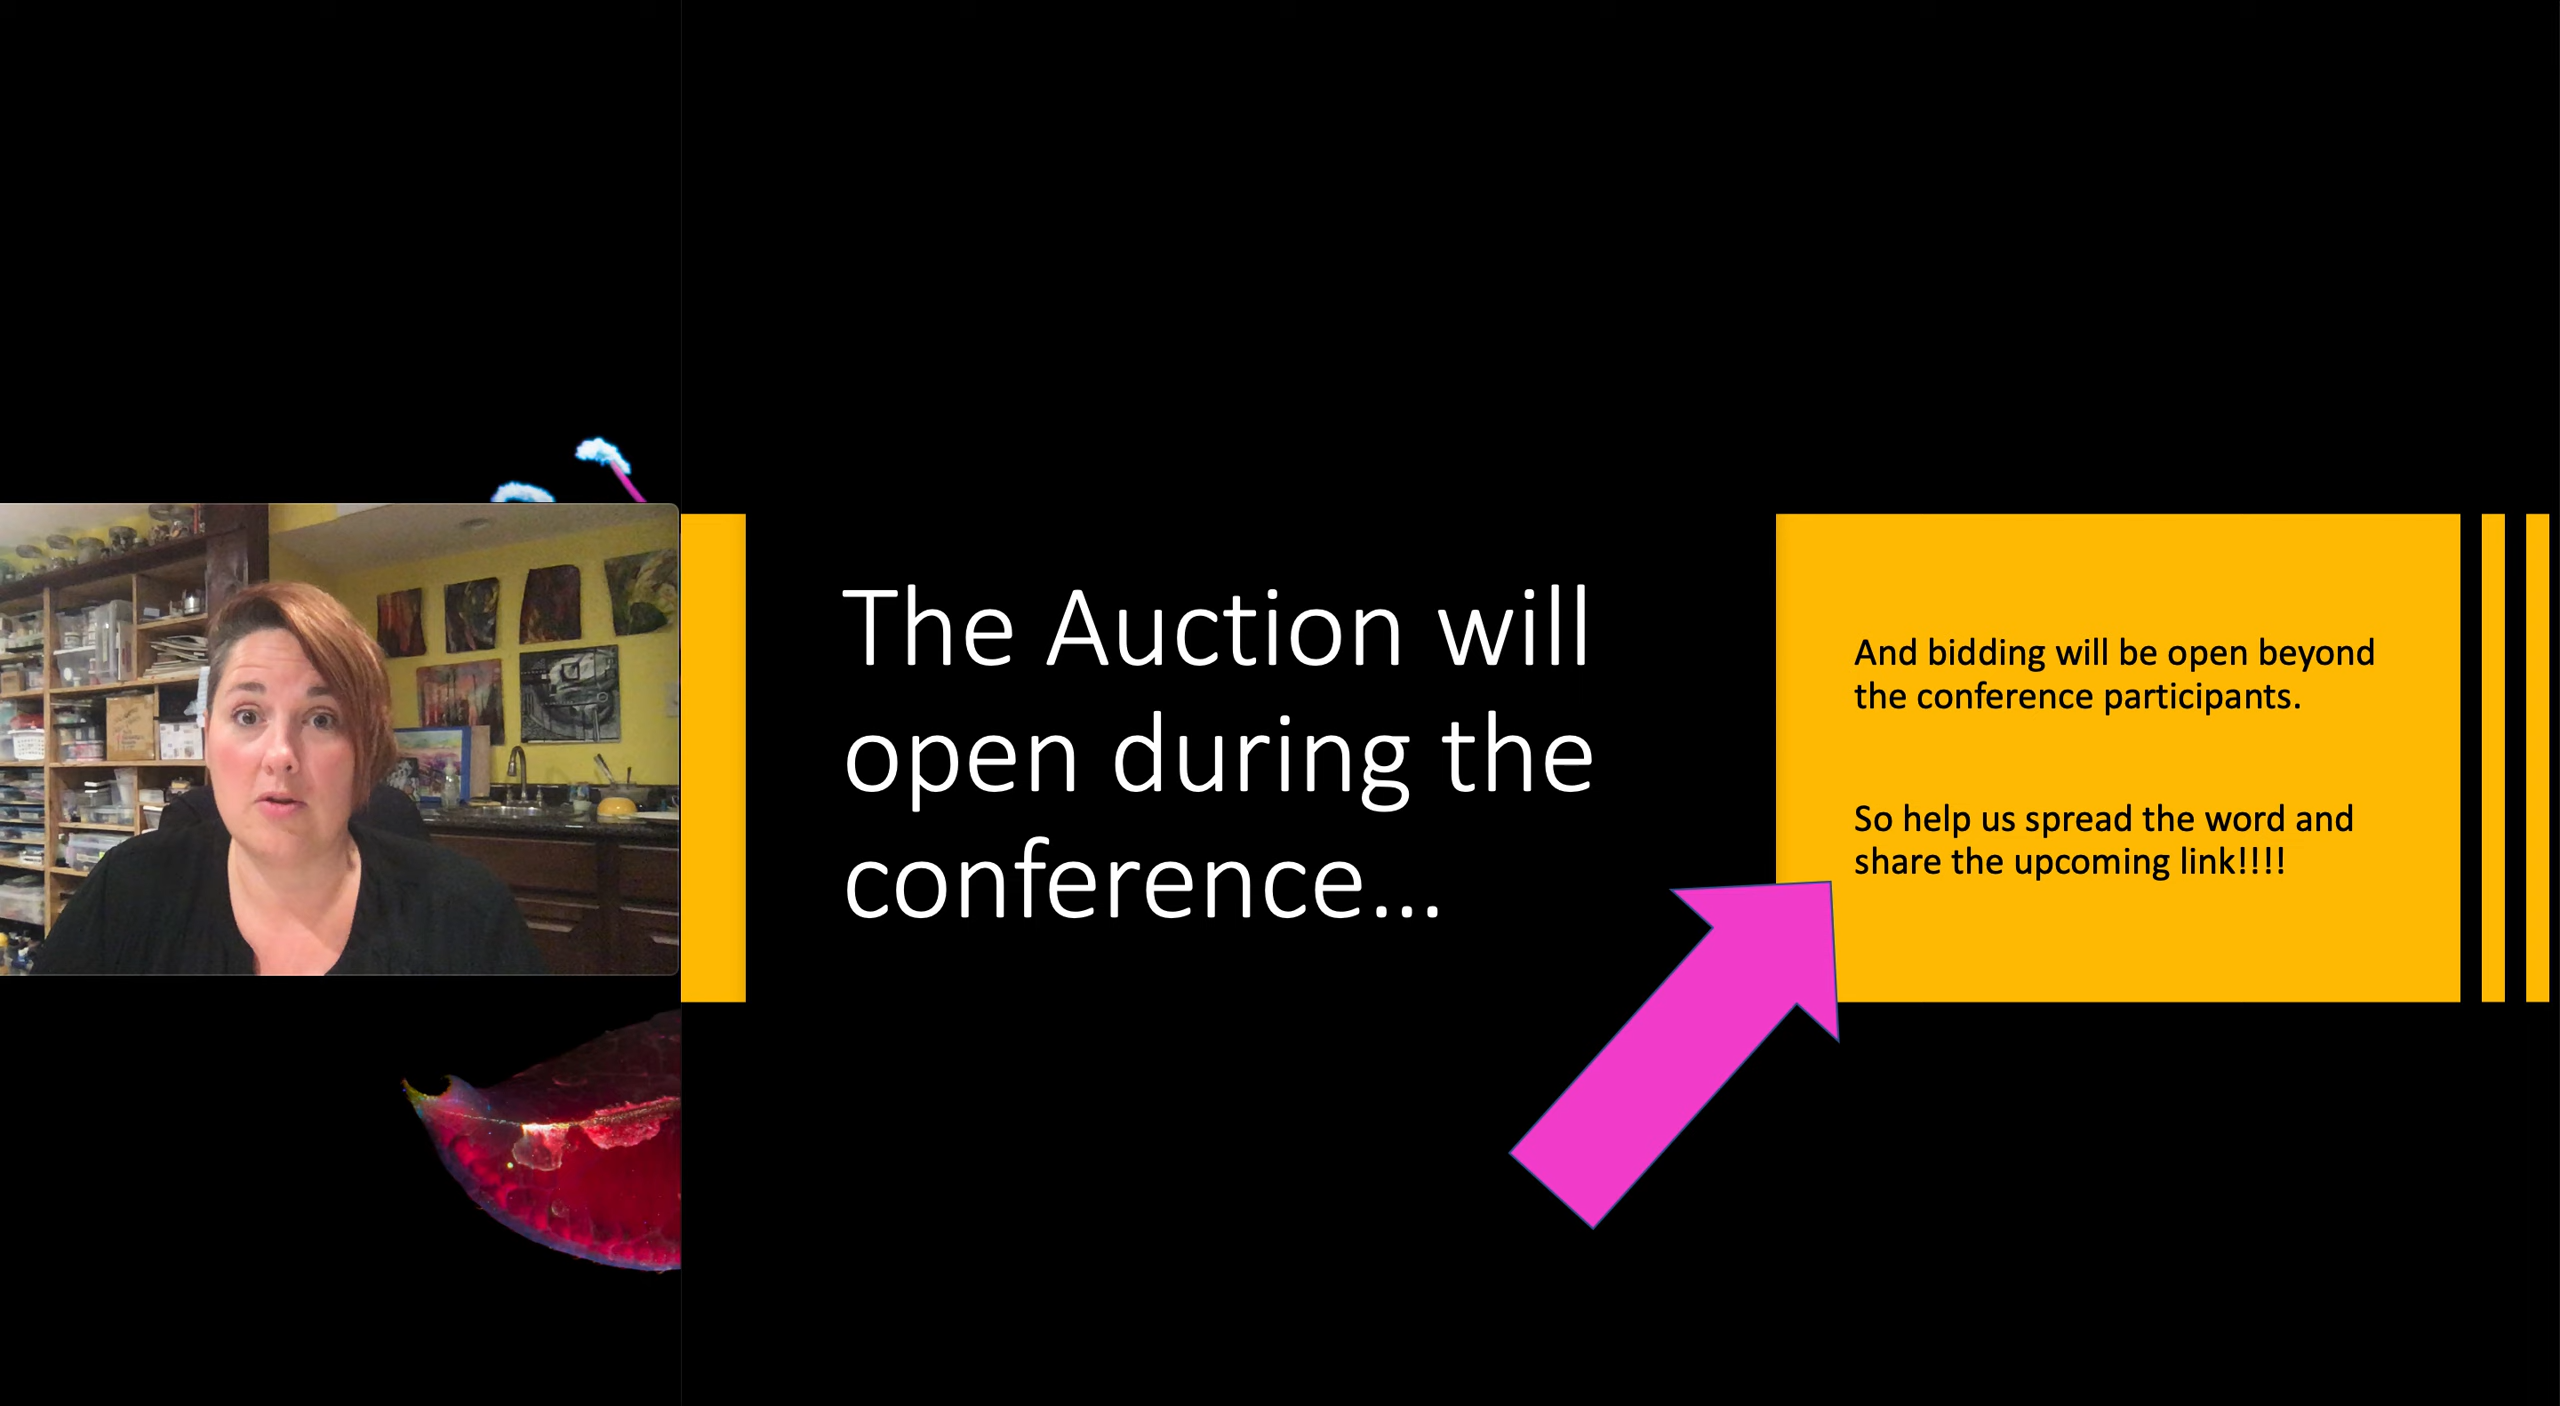 The Auction will
open during the
conference...
And bidding will be open beyond
the conference participants.
So help us spread the word and
share the upcoming link!!!!